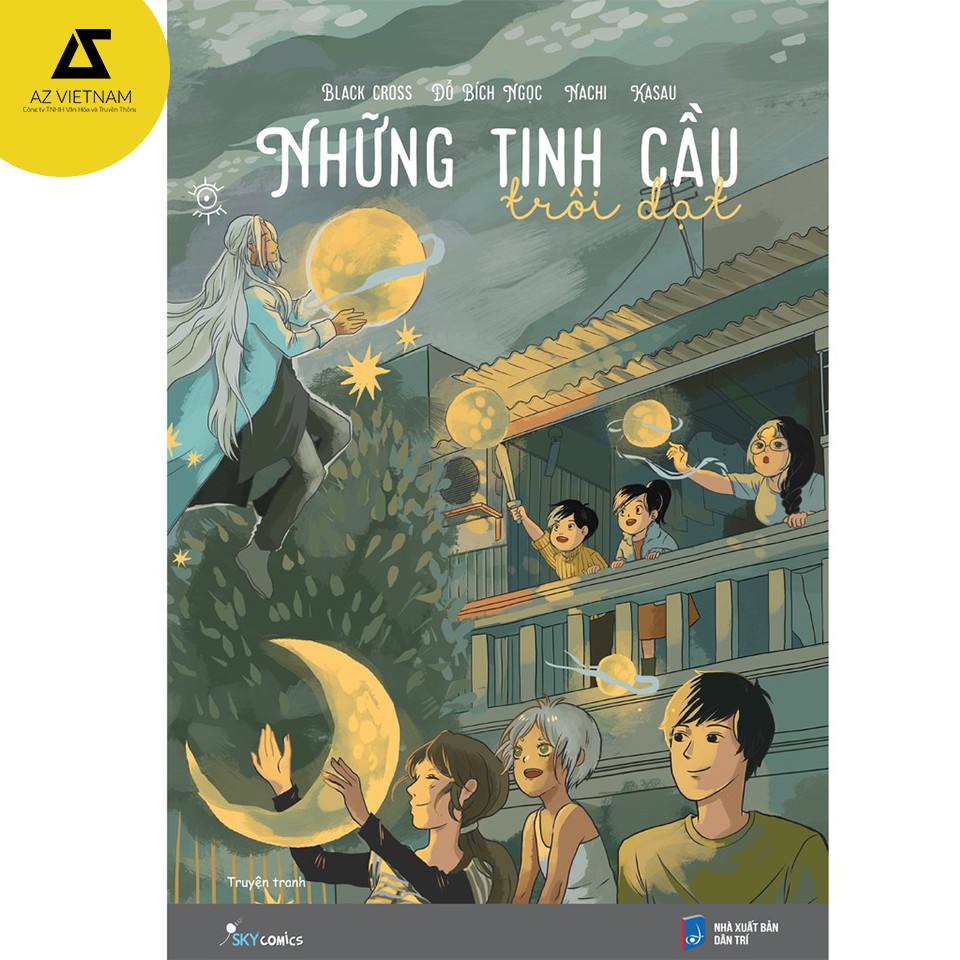 AZ VIETNAM
Công ty TNHH Văn Hóa và Truyền Thông
BLACK CROSS ĐỖ BÍCH NGỌC NACHI KASAU
NHỮNG TINH CẦU
trôi dạt
Truyện tranh
SKY COMICS
NHÀ XUẤT BẢN
DÂN TRÍ